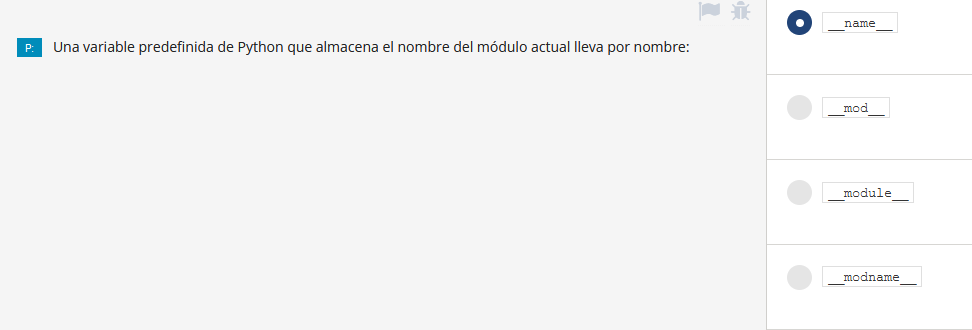 P: Una variable predefinida de Python que almacena el nombre del módulo actual lleva por nombre:
__name__
__mod__
__module__
__modname__